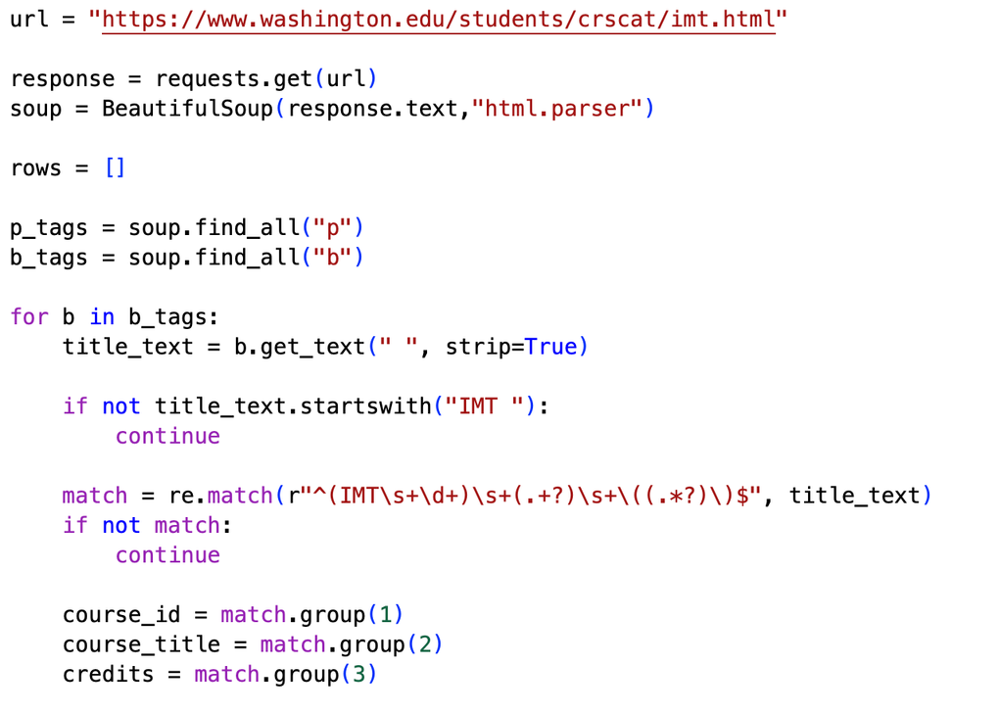 url = "https://www.washington.edu/students/crscat/imt.html"
response = requests.get(url)
soup = BeautifulSoup(response.text,"html.parser")
rows = []
p_tags = soup.find_all("p")
b_tags = soup.find_all("b")
for b in b_tags:
    title_text = b.get_text(" ", strip=True)
    if not title_text.startswith("IMT "):
        continue
    match = re.match(r"^(IMT\s+\d+)\s+(.+?)\s+\((.*?)\)$", title_text)
    if not match:
        continue
    course_id = match.group(1)
    course_title = match.group(2)
    credits = match.group(3)